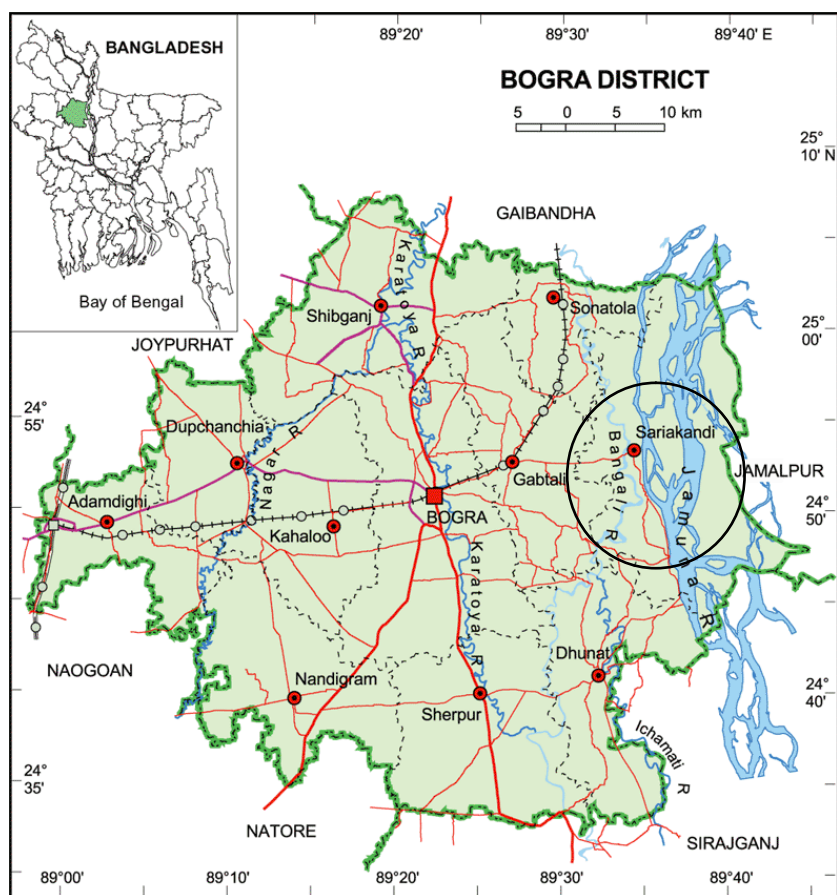 89°20'
89°30'
89°40' E
BANGLADESH
Bay of Bengal
BOGRA DISTRICT
5 0 5 10 km
25°
10' N
GAIBANDHA
Karatoya R
Shibganj
Sonatola
25°
00'
JOYPURHAT
24°
55'
Dupchanchia
Nagar R
Sariakandi
Bangali R
Jamuna R
JAMALPUR
Gabtali
24°
50'
Adamdighi
BOGRA
Kahaloo
Karatoya R
NAOGOAN
Dhunat
Nandigram
Sherpur
24°
40'
Ichamati R
24°
35'
NATORE
SIRAJGANJ
89°00'
89°10'
89°20'
89°30'
89°40'